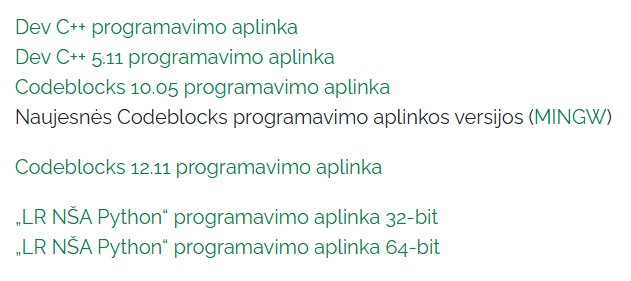 Dev C++ programavimo aplinka
Dev C++ 5.11 programavimo aplinka
Codeblocks 10.05 programavimo aplinka
Naujesnės Codeblocks programavimo aplinkos versijos (MINGW)
Codeblocks 12.11 programavimo aplinka
„LR NŠA Python“ programavimo aplinka 32-bit
„LR NŠA Python“ programavimo aplinka 64-bit